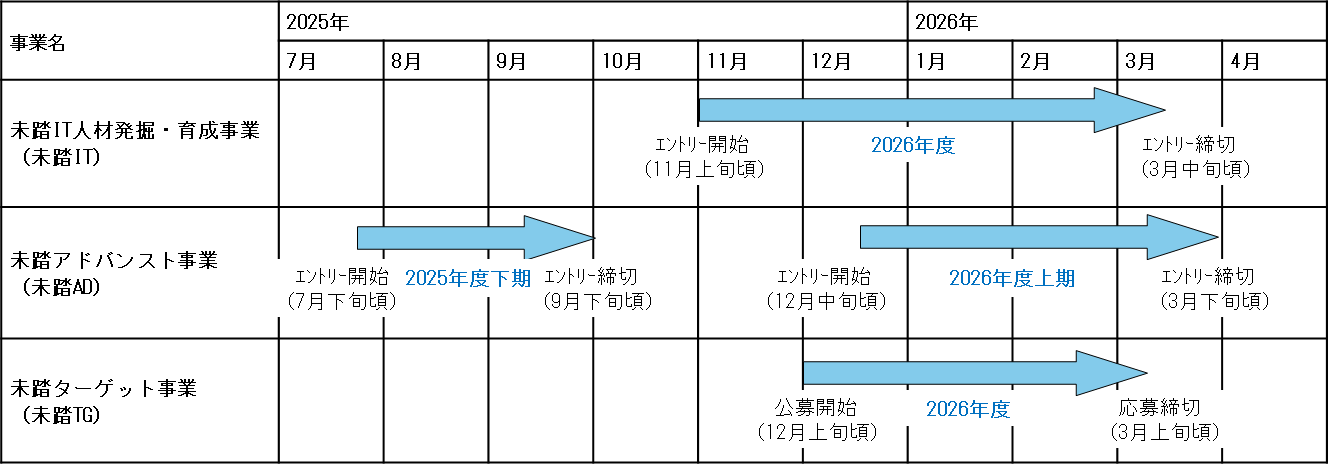 事業名
2025年
2026年
7月
8月
9月
10月
11月
12月
1月
2月
3月
4月
未踏IT人材発掘・育成事業
(未踏IT)
ｴﾝﾄﾘｰ開始
(11月上旬頃)
2026年度
ｴﾝﾄﾘｰ締切
(3月中旬頃)
未踏アドバンスト事業
(未踏AD)
ｴﾝﾄﾘｰ開始
(7月下旬頃)
2025年度下期
ｴﾝﾄﾘｰ締切
(9月下旬頃)
ｴﾝﾄﾘｰ開始
(12月中旬頃)
2026年度上期
ｴﾝﾄﾘｰ締切
(3月下旬頃)
未踏ターゲット事業
(未踏TG)
公募開始
(12月上旬頃)
2026年度
応募締切
(3月上旬頃)